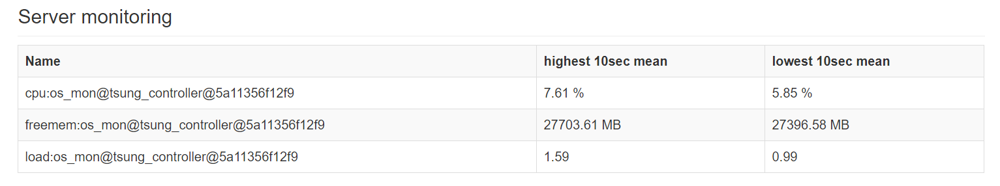 Server monitoring
Name highest 10sec mean lowest 10sec mean
cpu:os_mon@tsung_controller@5a11356f12f9 7.61 % 5.85 %
freemem:os_mon@tsung_controller@5a11356f12f9 27703.61 MB 27396.58 MB
load:os_mon@tsung_controller@5a11356f12f9 1.59 0.99